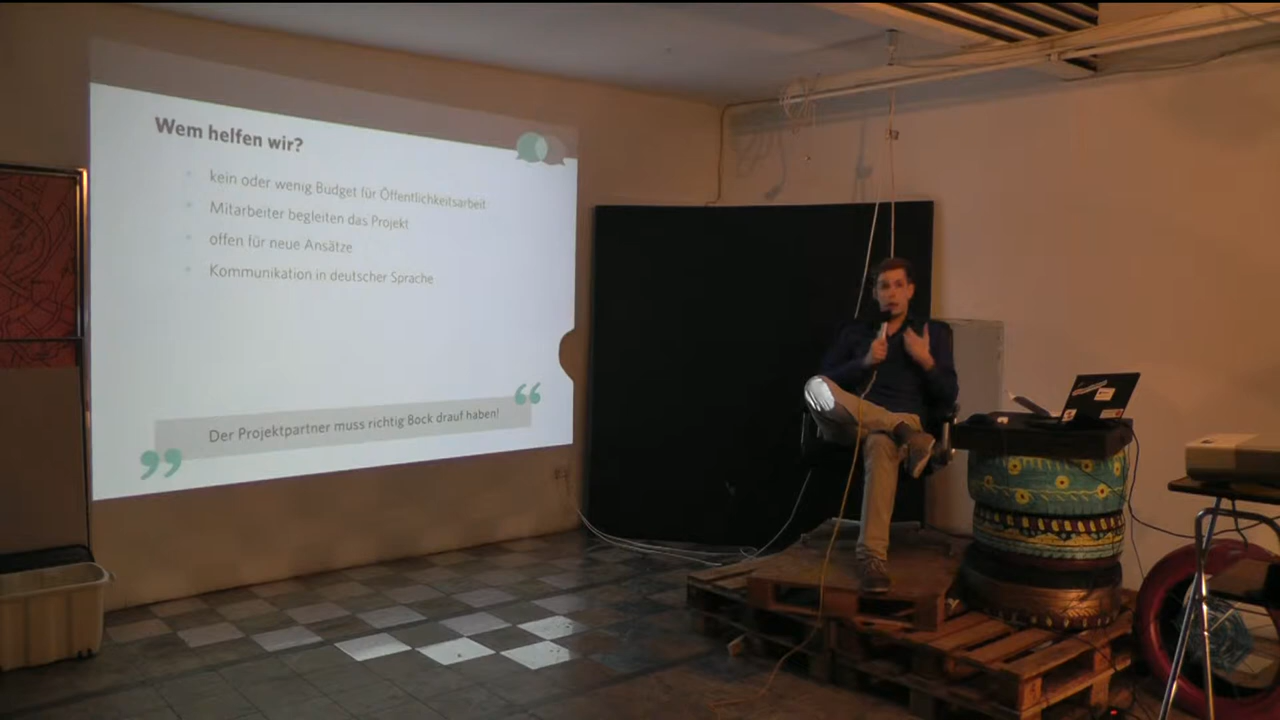 Wem helfen wir?
kein oder wenig Budget für Öffentlichkeitsarbeit
Mitarbeiter begleiten das Projekt
offen für neue Ansätze
Kommunikation in deutscher Sprache
Der Projektpartner muss richtig Bock drauf haben!